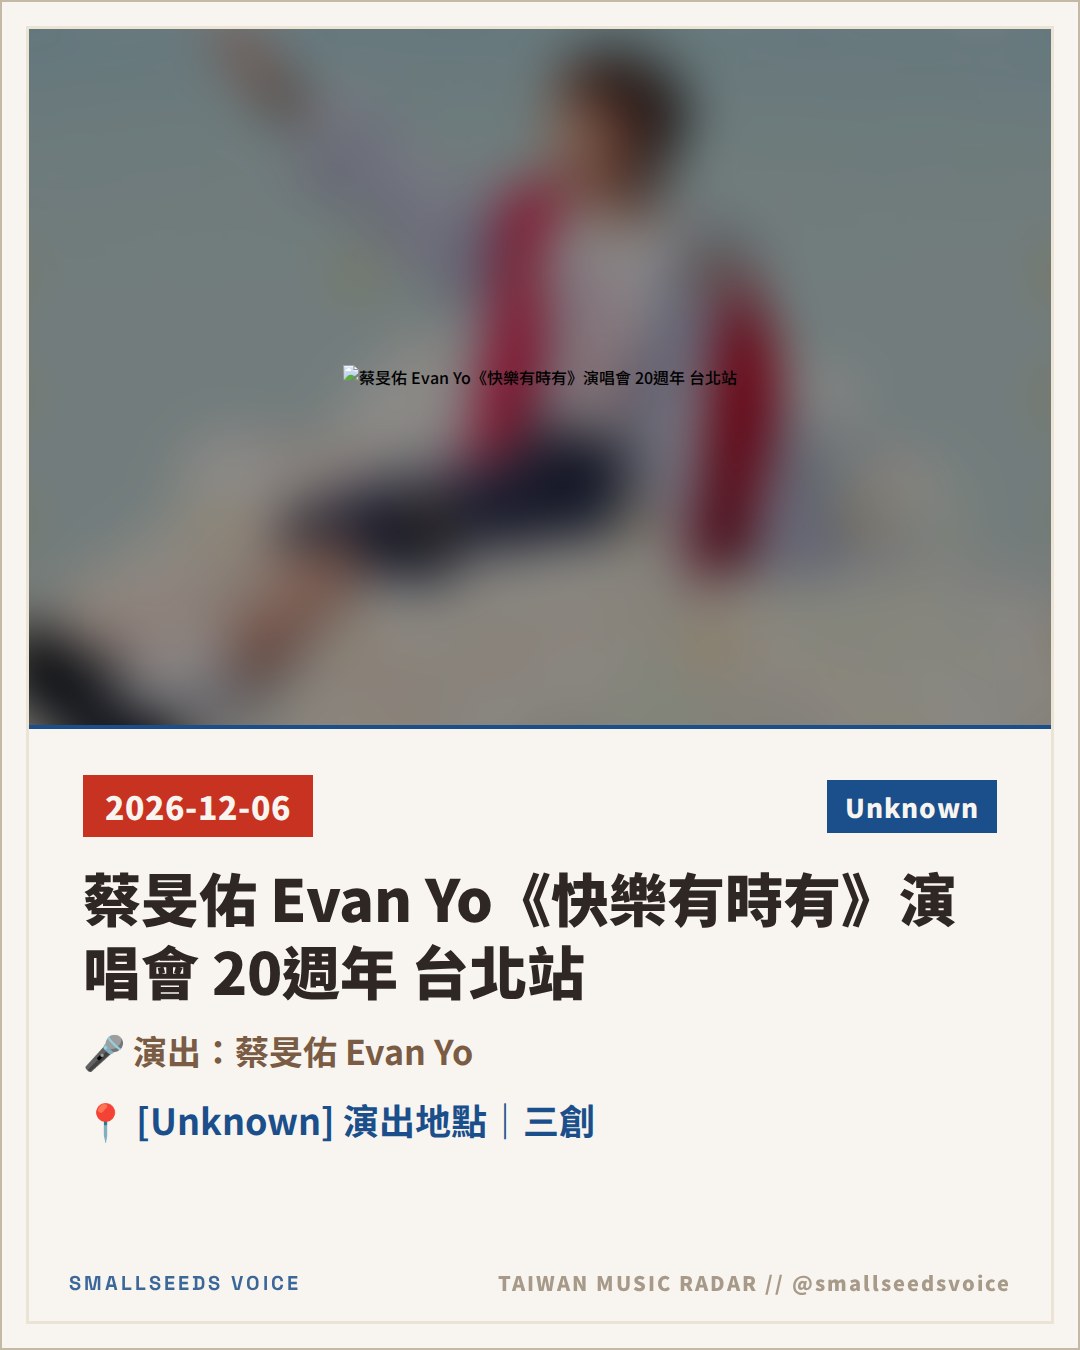 蔡旻佑 Evan Yo《快樂有時有》演唱會 20週年 台北站
2026-12-06
Unknown
蔡旻佑 Evan Yo《快樂有時有》演
唱會 20週年 台北站
🎤 演出：蔡旻佑 Evan Yo
📍 [Unknown] 演出地點｜三創
SMALLSEEDS VOICE
TAIWAN MUSIC RADAR // @smallseedsvoice